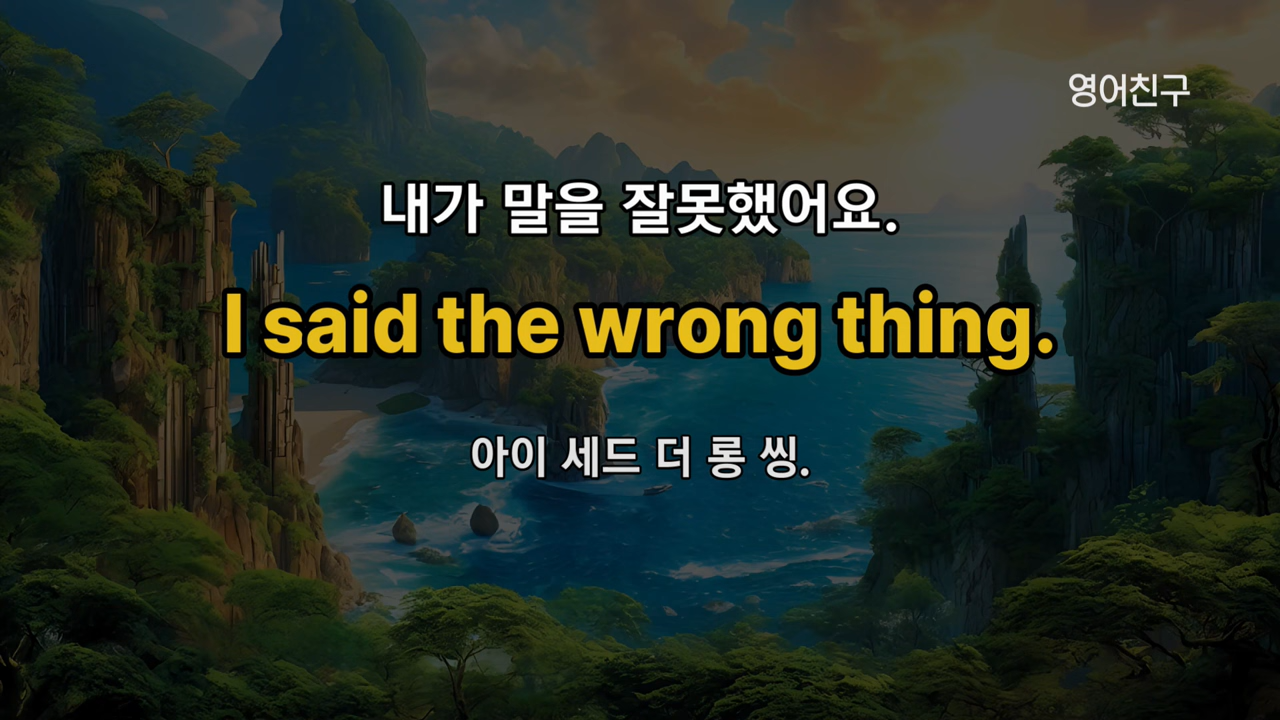 영어친구
내가 말을 잘못했어요.
I said the wrong thing.
아이 세드 더 롱 씽.